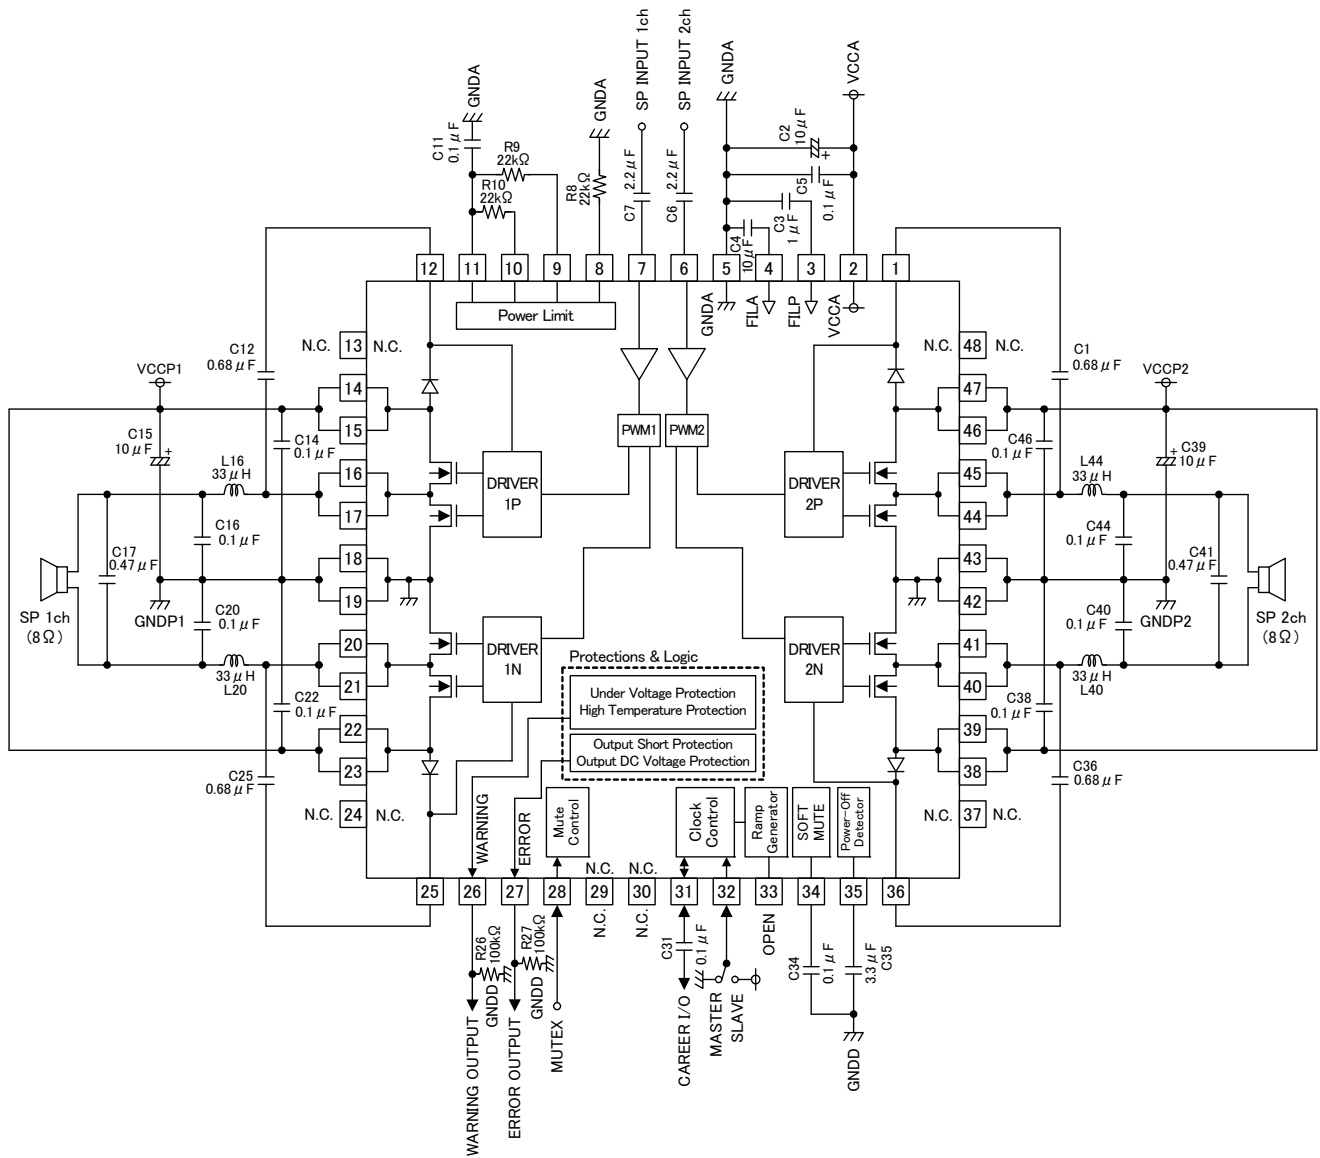 SP INPUT 1ch
SP INPUT 2ch
GNDA
GNDA
GNDA
VCCA
C11
0.1μF
R9
22kΩ
R10
22kΩ
R8
22kΩ
C7 2.2μF
C6 2.2μF
C2
10μF
+
C5
0.1μF
C3
1μF
C4
10μF
12
11
10
9
8
7
6
5
4
3
2
1
Power Limit
GNDA
FILA
FILP
VCCA
C12
0.68μF
N.C.
13
N.C.
N.C.
48
N.C.
C1
0.68μF
VCCP1
14
15
47
46
VCCP2
C15
10μF
+
C14
0.1μF
PWM1
PWM2
C46
0.1μF
+
C39
10μF
L16
33μH
16
17
DRIVER
1P
DRIVER
2P
45
44
L44
33μH
C16
0.1μF
C17
0.47μF
C44
0.1μF
C41
0.47μF
18
19
43
42
SP 1ch
(8Ω)
GNDP1
C20
0.1μF
C40
0.1μF
GNDP2
SP 2ch
(8Ω)
33μH
L20
20
21
DRIVER
1N
DRIVER
2N
41
40
33μH
L40
Protections & Logic
Under Voltage Protection
High Temperature Protection
Output Short Protection
Output DC Voltage Protection
C22
0.1μF
22
23
39
38
C38
0.1μF
C25
0.68μF
C36
0.68μF
N.C.
24
N.C.
N.C.
37
N.C.
WARNING
ERROR
Mute
Control
Clock
Control
Ramp
Generator
SOFT
MUTE
Power-Off
Detector
N.C.
N.C.
25
26
27
28
29
30
31
32
33
34
35
36
N.C.
N.C.
R26
100kΩ
R27
100kΩ
GNDD
GNDD
WARNING OUTPUT
ERROR OUTPUT
MUTEX
C31
0.1μF
CAREER I/O
MASTER
SLAVE
OPEN
C34
0.1μF
3.3μF
C35
GNDD